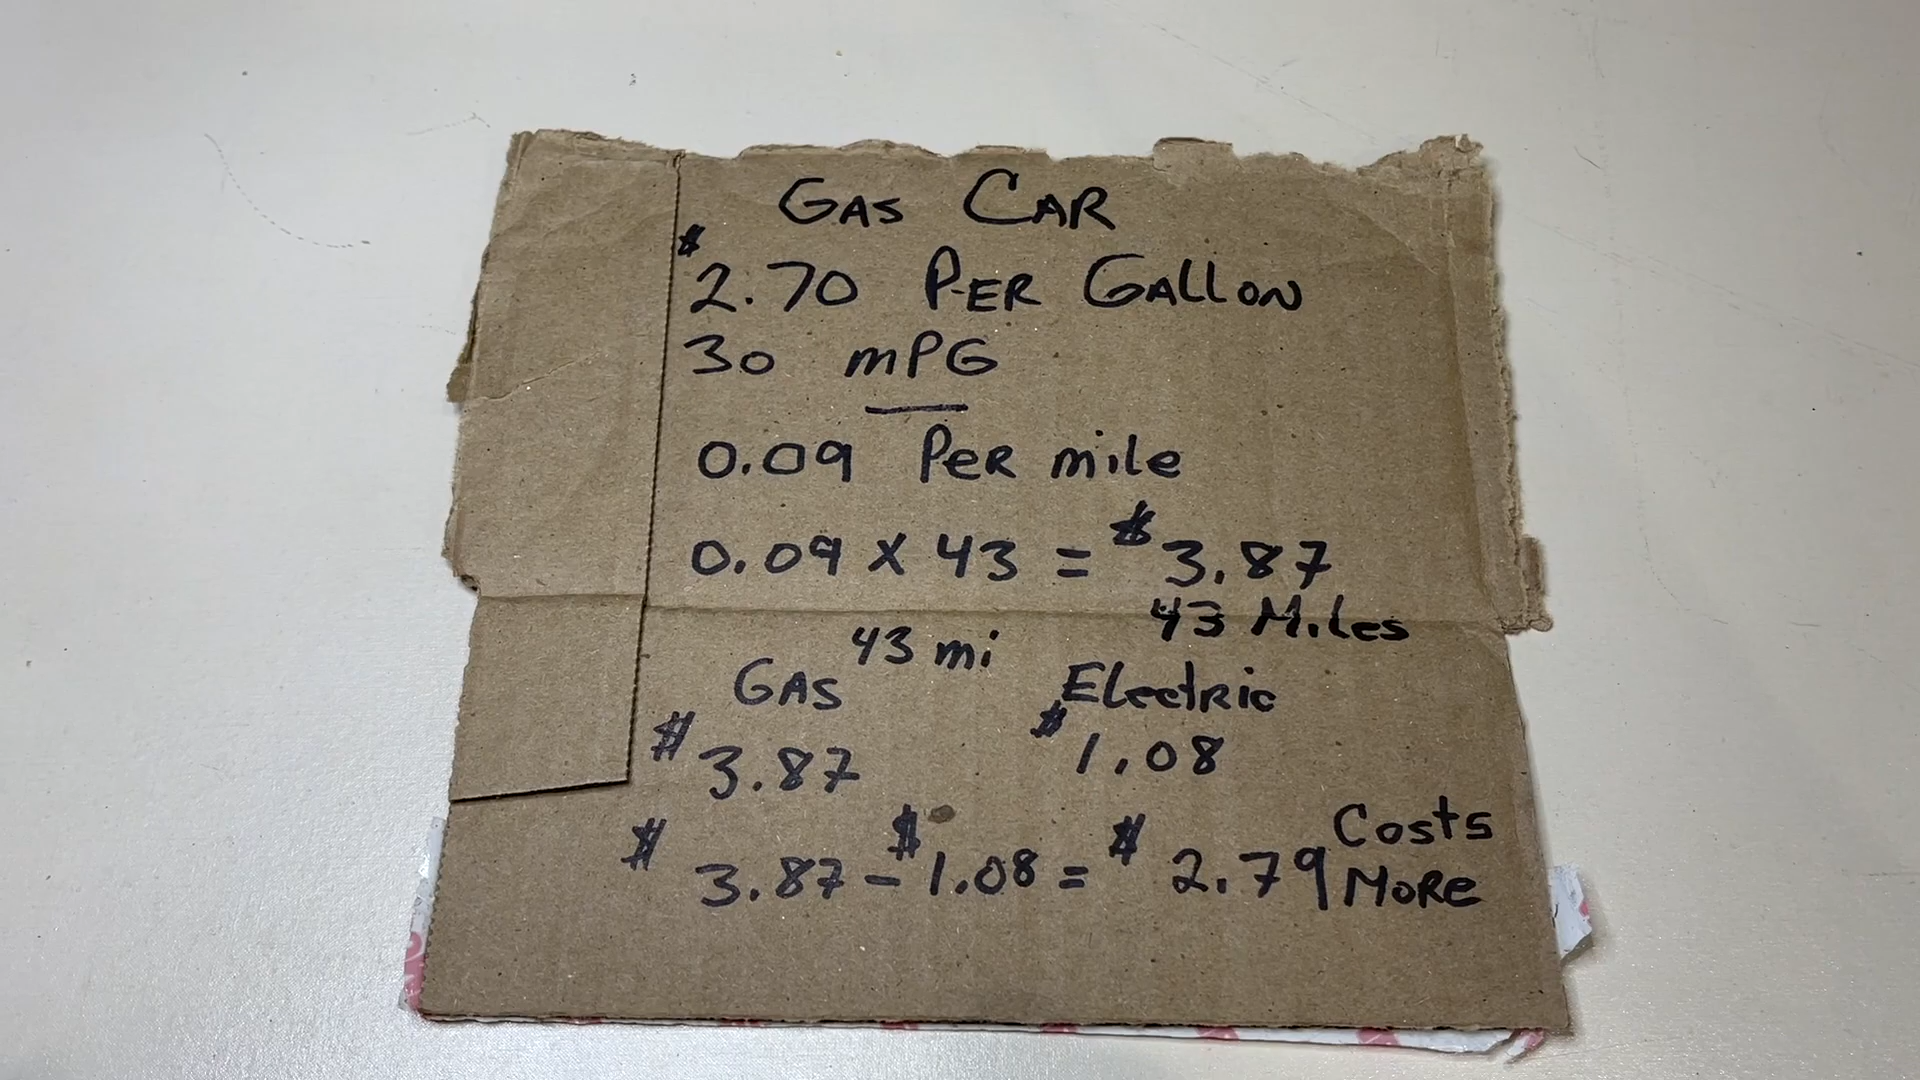 GAS CAR
$2.70 PER GALLON
30 mPG
0.09 PER mile
0.09 x 43 = $3.87
43 Miles
43 mi
GAS Electric
$3.87 $1.08
$3.87 - $1.08 = $2.79 Costs MORE